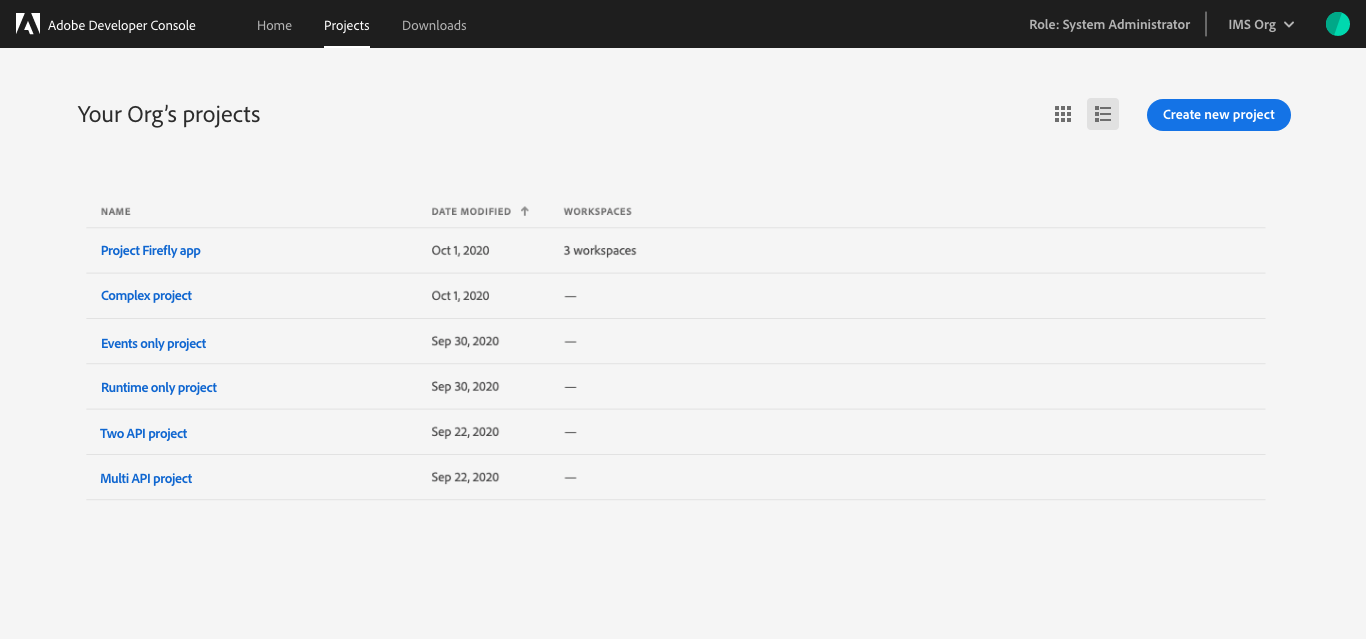 Adobe Developer Console Home Projects Downloads Role: System Administrator IMS Org
Your Org’s projects Create new project
NAME DATE MODIFIED WORKSPACES
Project Firefly app Oct 1, 2020 3 workspaces
Complex project Oct 1, 2020 —
Events only project Sep 30, 2020 —
Runtime only project Sep 30, 2020 —
Two API project Sep 22, 2020 —
Multi API project Sep 22, 2020 —